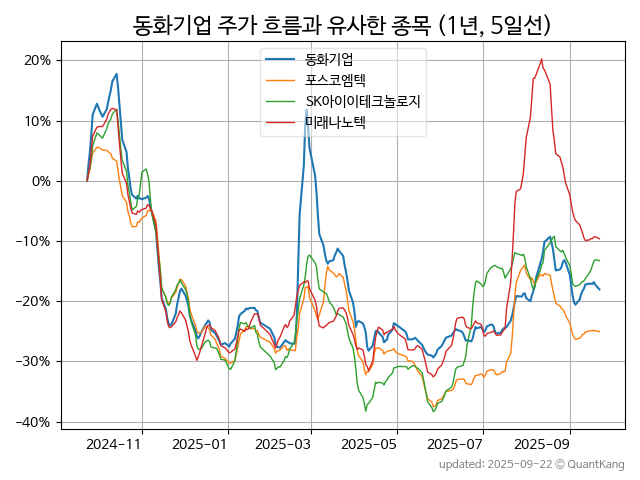 동화기업 주가 흐름과 유사한 종목 (1년, 5일선)
동화기업
포스코엠텍
SK아이이테크놀로지
미래나노텍
20%
10%
0%
−10%
−20%
−30%
−40%
2024-11
2025-01
2025-03
2025-05
2025-07
2025-09
updated: 2025-09-22 © QuantKang